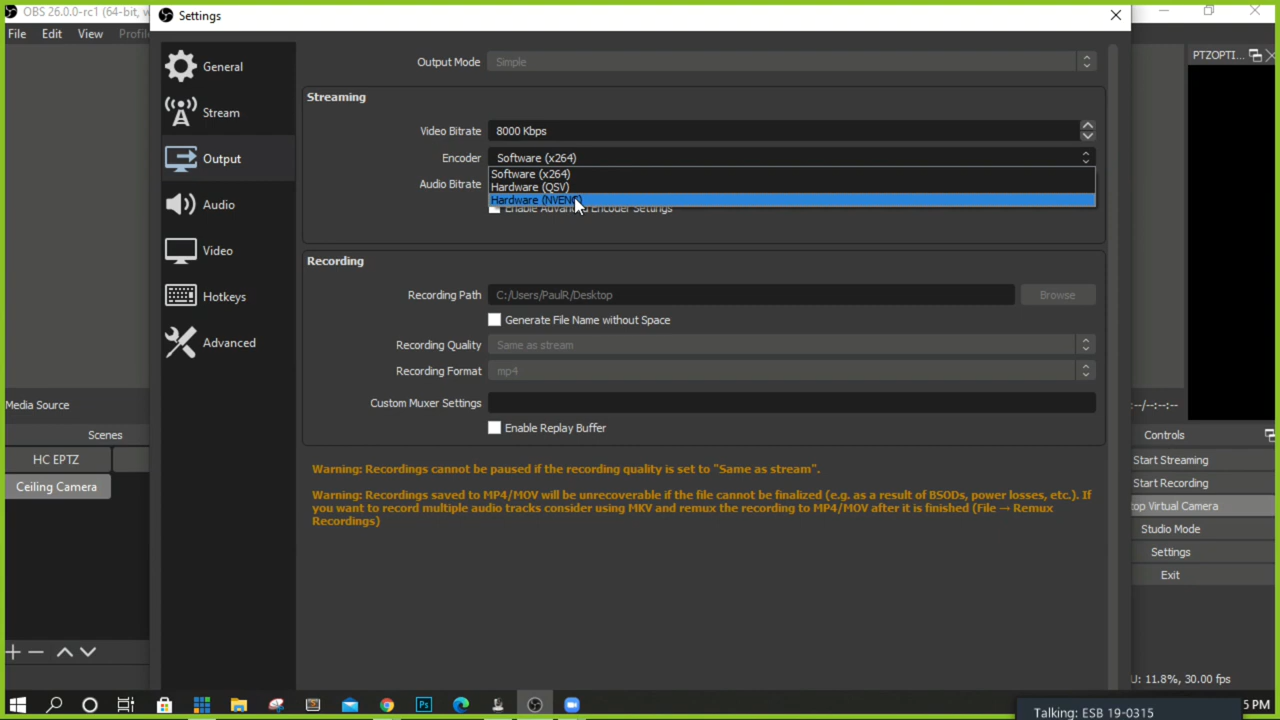 OBS 26.0.0-rc1 (64-bit, w
Settings
File Edit View Profil
General
Stream
Output
Audio
Video
Hotkeys
Advanced
Output Mode Simple
Streaming
Video Bitrate 8000 Kbps
Encoder Software (x264)
Software (x264)
Hardware (QSV)
Hardware (NVENC)
Audio Bitrate
Enable Advanced Encoder Settings
Recording
Recording Path C:/Users/PaulR/Desktop Browse
Generate File Name without Space
Recording Quality Same as stream
Recording Format mp4
Custom Muxer Settings
Enable Replay Buffer
Warning: Recordings cannot be paused if the recording quality is set to "Same as stream".
Warning: Recordings saved to MP4/MOV will be unrecoverable if the file cannot be finalized (e.g. as a result of BSODs, power losses, etc.). If
you want to record multiple audio tracks consider using MKV and remux the recording to MP4/MOV after it is finished (File → Remux
Recordings)
Media Source
Scenes
HC EPTZ
Ceiling Camera
PTZOPTI...
:--/--:--:--
Controls
Start Streaming
Start Recording
top Virtual Camera
Studio Mode
Settings
Exit
U: 11.8%, 30.00 fps
Ps
5 PM
Talking: ESB 19-0315